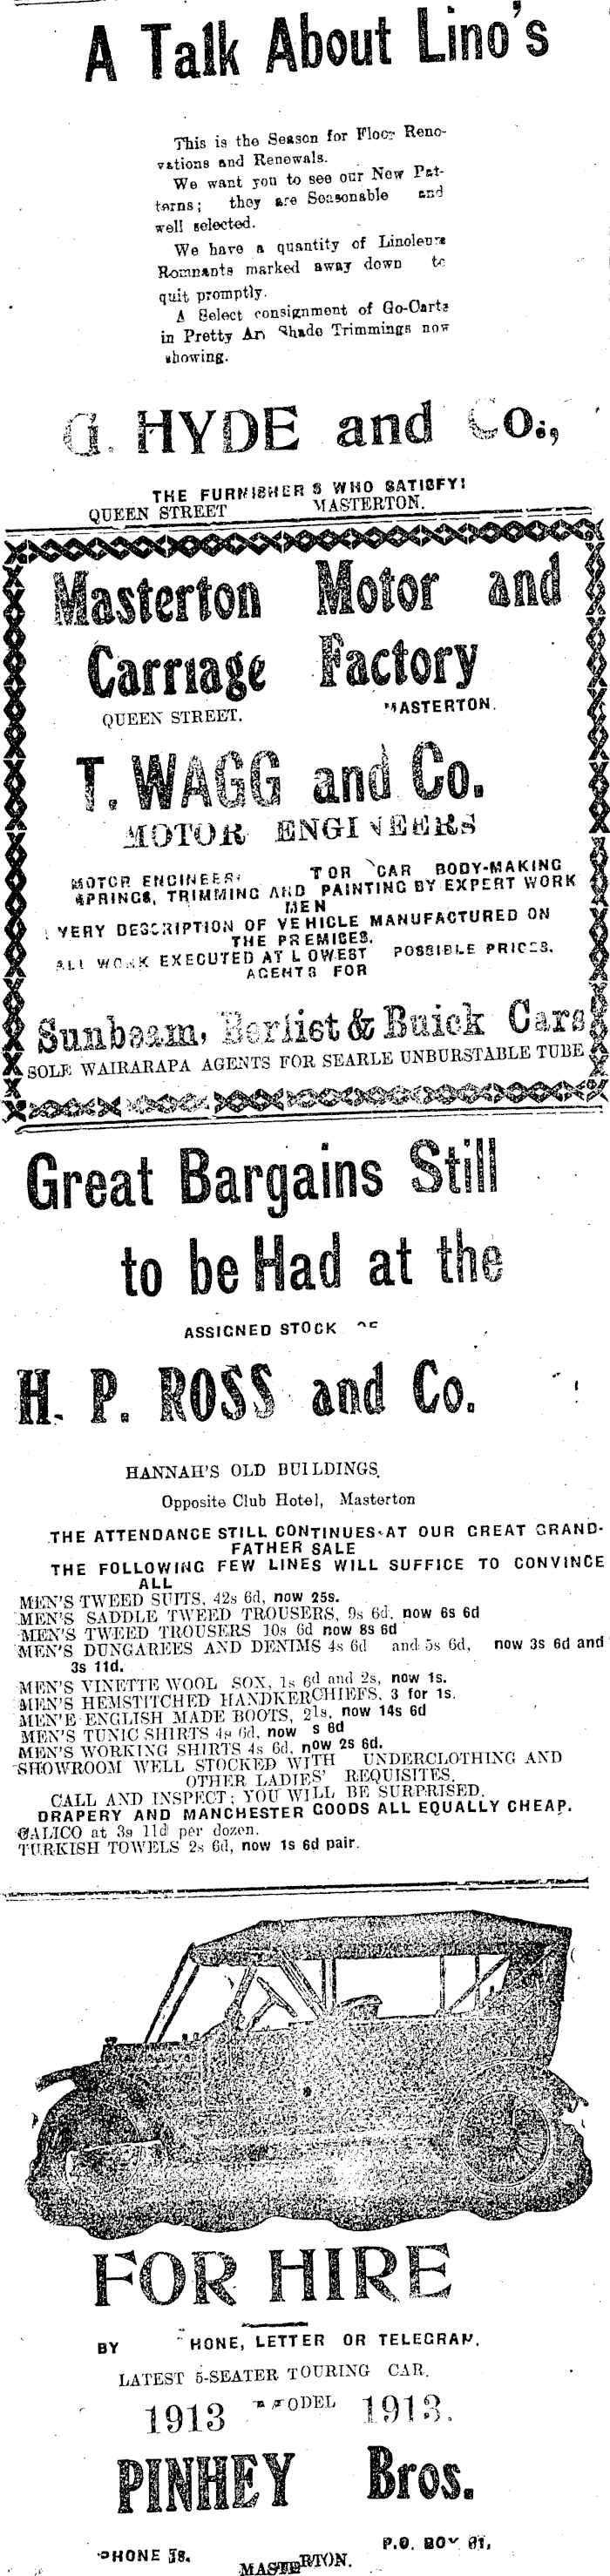 A Talk About Lino's
This is the Season for Floor Reno-
vations and Renewals.
We want you to see our New Pat-
terns; they are Seasonable and
well selected.
We have a quantity of Linoleum
Remnants marked away down to
quit promptly.
A Select consignment of Go-Carts
in Pretty Art Shade Trimmings now
showing.
G. HYDE and Co.,
THE FURNISHERS WHO SATISFY!
QUEEN STREET MASTERTON.
Masterton Motor and
Carriage Factory
QUEEN STREET. MASTERTON.
T. WAGG and Co.
MOTOR ENGINEERS
MOTOR ENGINEERS CAR BODY-MAKING
SPRINGS, TRIMMING AND PAINTING BY EXPERT WORK
MEN
EVERY DESCRIPTION OF VEHICLE MANUFACTURED ON
THE PREMISES.
ALL WORK EXECUTED AT LOWEST POSSIBLE PRICES.
AGENTS FOR
Sunbeam, Berliet & Buick Cars
SOLE WAIRARAPA AGENTS FOR SEARLE UNBURSTABLE TUBE
Great Bargains Still
to be Had at the
ASSIGNED STOCK OF
H. P. ROSS and Co.
HANNAH'S OLD BUILDINGS,
Opposite Club Hotel, Masterton
THE ATTENDANCE STILL CONTINUES AT OUR GREAT GRAND-
FATHER SALE
THE FOLLOWING FEW LINES WILL SUFFICE TO CONVINCE
ALL
MEN'S TWEED SUITS, 42s 6d, now 25s.
MEN'S SADDLE TWEED TROUSERS, 9s 6d, now 6s 6d
MEN'S TWEED TROUSERS 10s 6d now 8s 6d
MEN'S DUNGAREES AND DENIMS 4s 6d and 5s 6d, now 3s 6d and
3s 11d.
MEN'S VINETTE WOOL SOX, 1s 6d and 2s, now 1s.
MEN'S HEMSTITCHED HANDKERCHIEFS, 3 for 1s.
MEN'E ENGLISH MADE BOOTS, 21s, now 14s 6d
MEN'S TUNIC SHIRTS 4s 6d, now s 6d
MEN'S WORKING SHIRTS 4s 6d, now 2s 6d.
SHOWROOM WELL STOCKED WITH UNDERCLOTHING AND
OTHER LADIES' REQUISITES.
CALL AND INSPECT; YOU WILL BE SURPRISED.
DRAPERY AND MANCHESTER GOODS ALL EQUALLY CHEAP.
CALICO at 3s 11d per dozen.
TURKISH TOWELS 2s 6d, now 1s 6d pair.
FOR HIRE
BY PHONE, LETTER OR TELEGRAM.
LATEST 5-SEATER TOURING CAR.
1913 MODEL 1913.
PINHEY Bros.
PHONE P.O. BOX
MASTERTON.